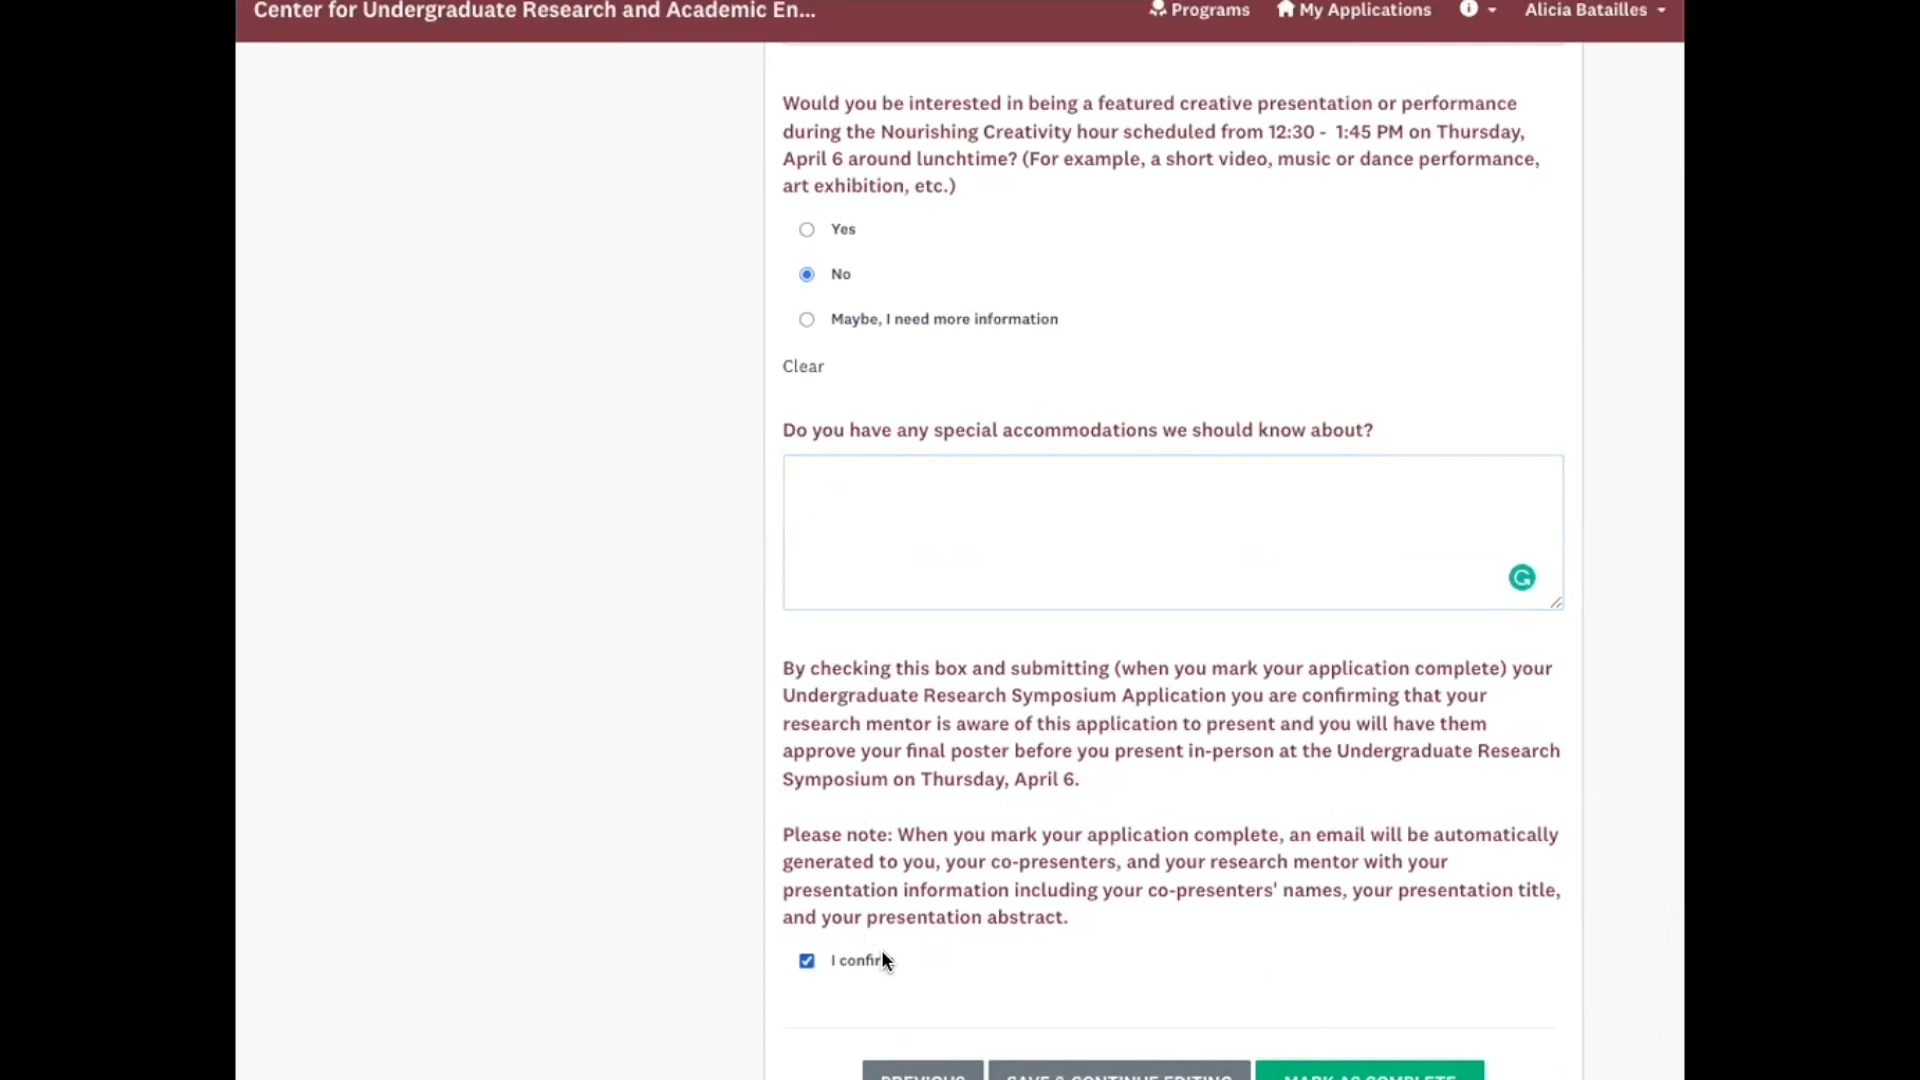 Center for Undergraduate Research and Academic En...
Programs
My Applications
Alicia Batailles
Would you be interested in being a featured creative presentation or performance
during the Nourishing Creativity hour scheduled from 12:30 - 1:45 PM on Thursday,
April 6 around lunchtime? (For example, a short video, music or dance performance,
art exhibition, etc.)
Yes
No
Maybe, I need more information
Clear
Do you have any special accommodations we should know about?
By checking this box and submitting (when you mark your application complete) your
Undergraduate Research Symposium Application you are confirming that your
research mentor is aware of this application to present and you will have them
approve your final poster before you present in-person at the Undergraduate Research
Symposium on Thursday, April 6.
Please note: When you mark your application complete, an email will be automatically
generated to you, your co-presenters, and your research mentor with your
presentation information including your co-presenters' names, your presentation title,
and your presentation abstract.
I confir
PREVIOUS
SAVE & CONTINUE EDITING
MARK AS COMPLETE